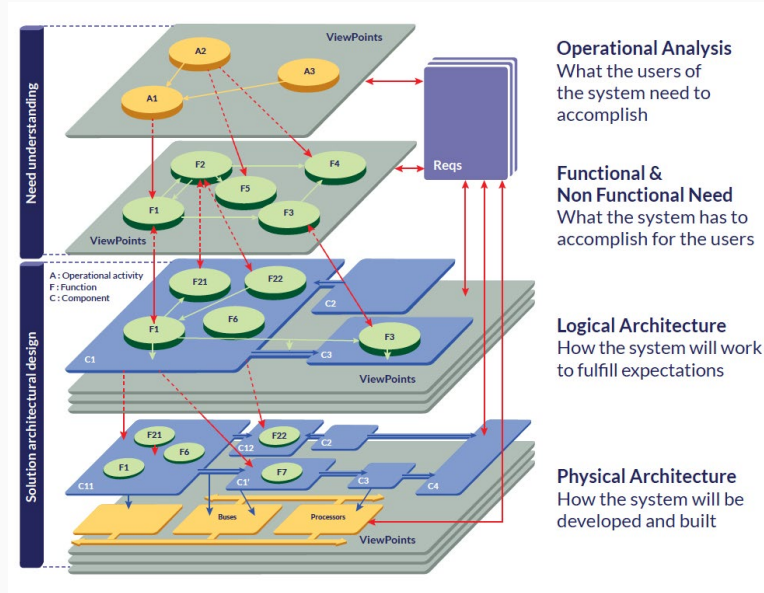 Need understanding
ViewPoints
A2
A3
A1
Reqs
F2
F4
F5
F1
F3
ViewPoints
Operational Analysis
What the users of
the system need to
accomplish
Functional &
Non Functional Need
What the system has to
accomplish for the users
Solution architectural design
A : Operational activity
F : Function
C : Component
F21
F22
C2
F1
F6
F3
C1
C3
ViewPoints
Logical Architecture
How the system will work
to fulfill expectations
F21
F22
C2
C12
F6
F1
F7
C11
C1'
C3
C4
Buses
Processors
ViewPoints
Physical Architecture
How the system will be
developed and built